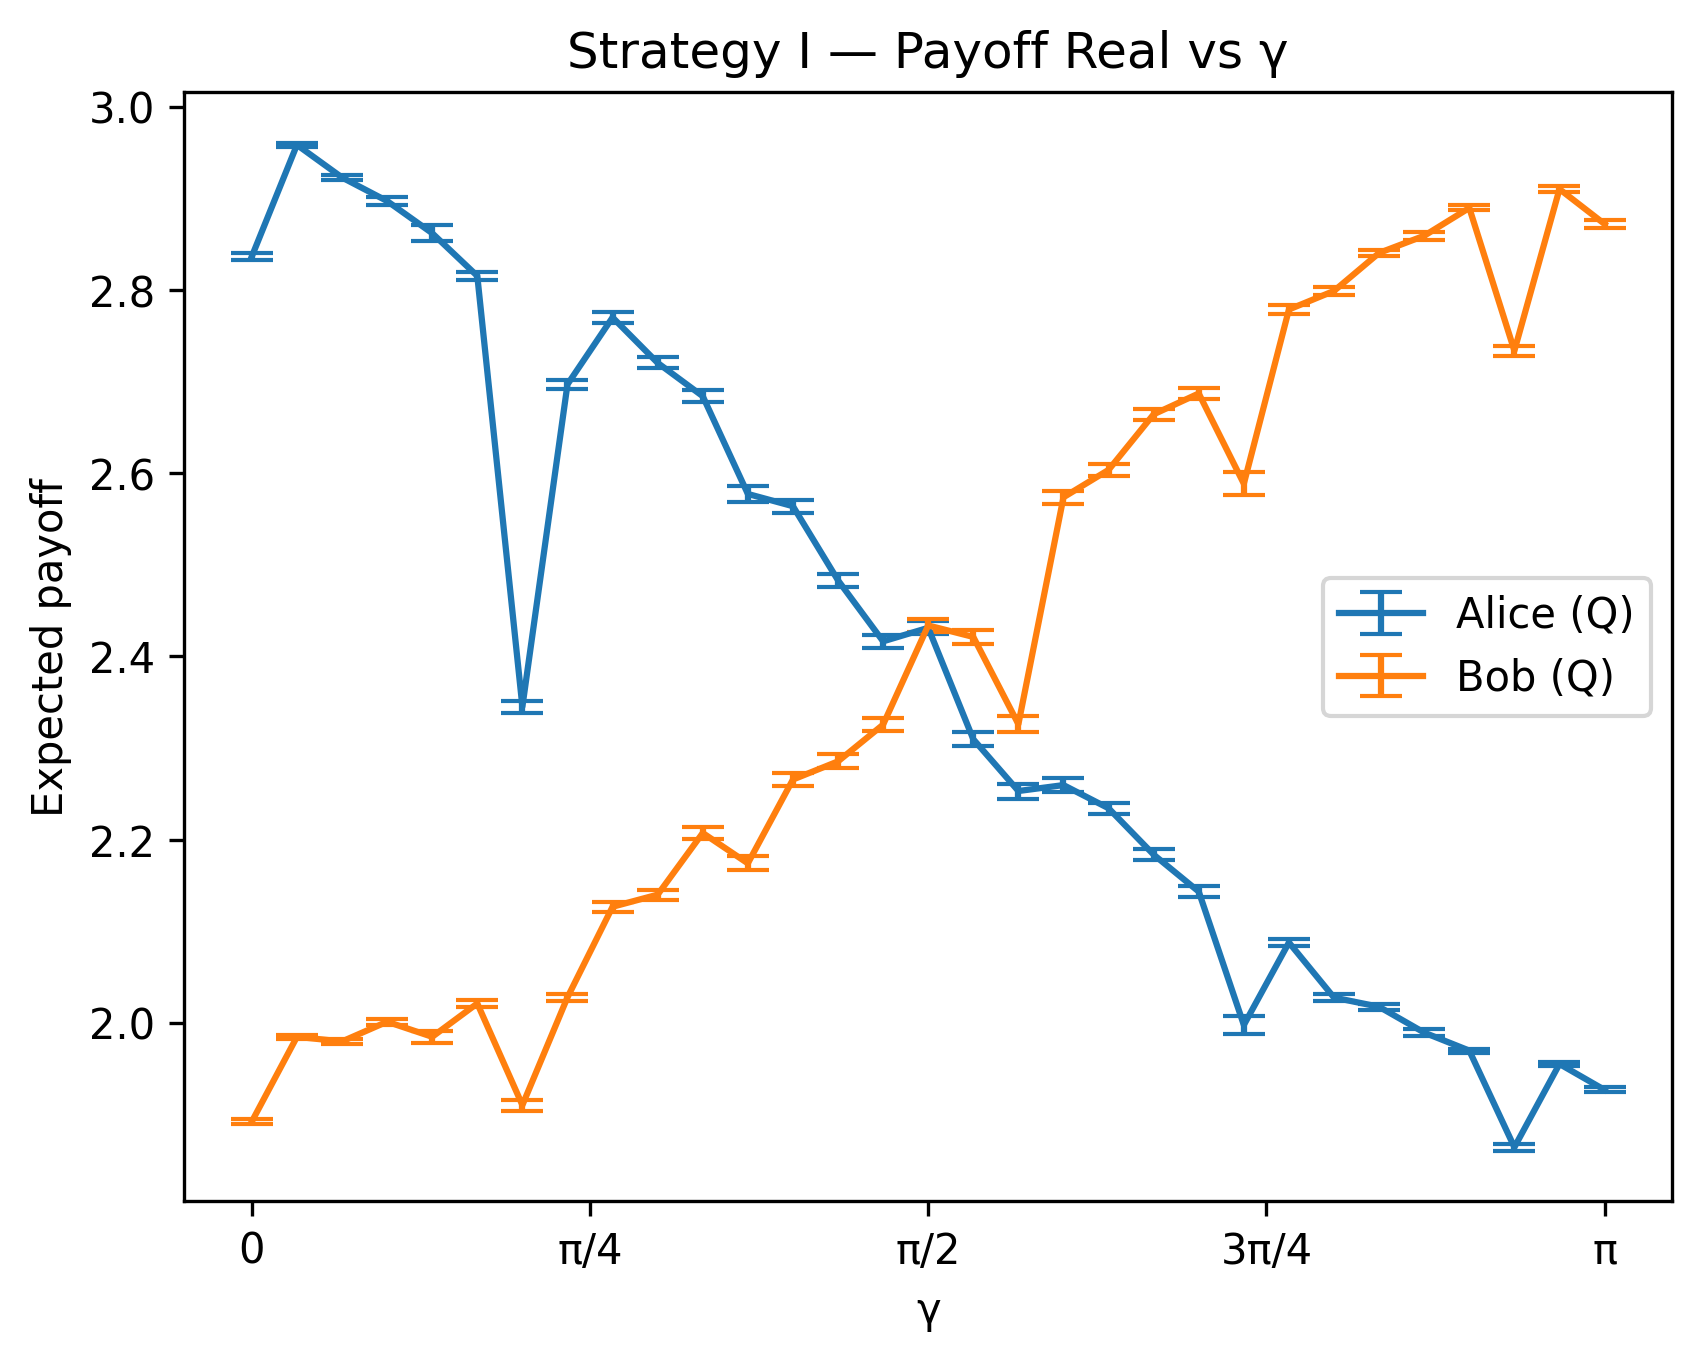 Strategy I — Payoff Real vs γ
Expected payoff
3.0
2.8
2.6
2.4
2.2
2.0
Alice (Q)
Bob (Q)
0
π/4
π/2
3π/4
π
γ